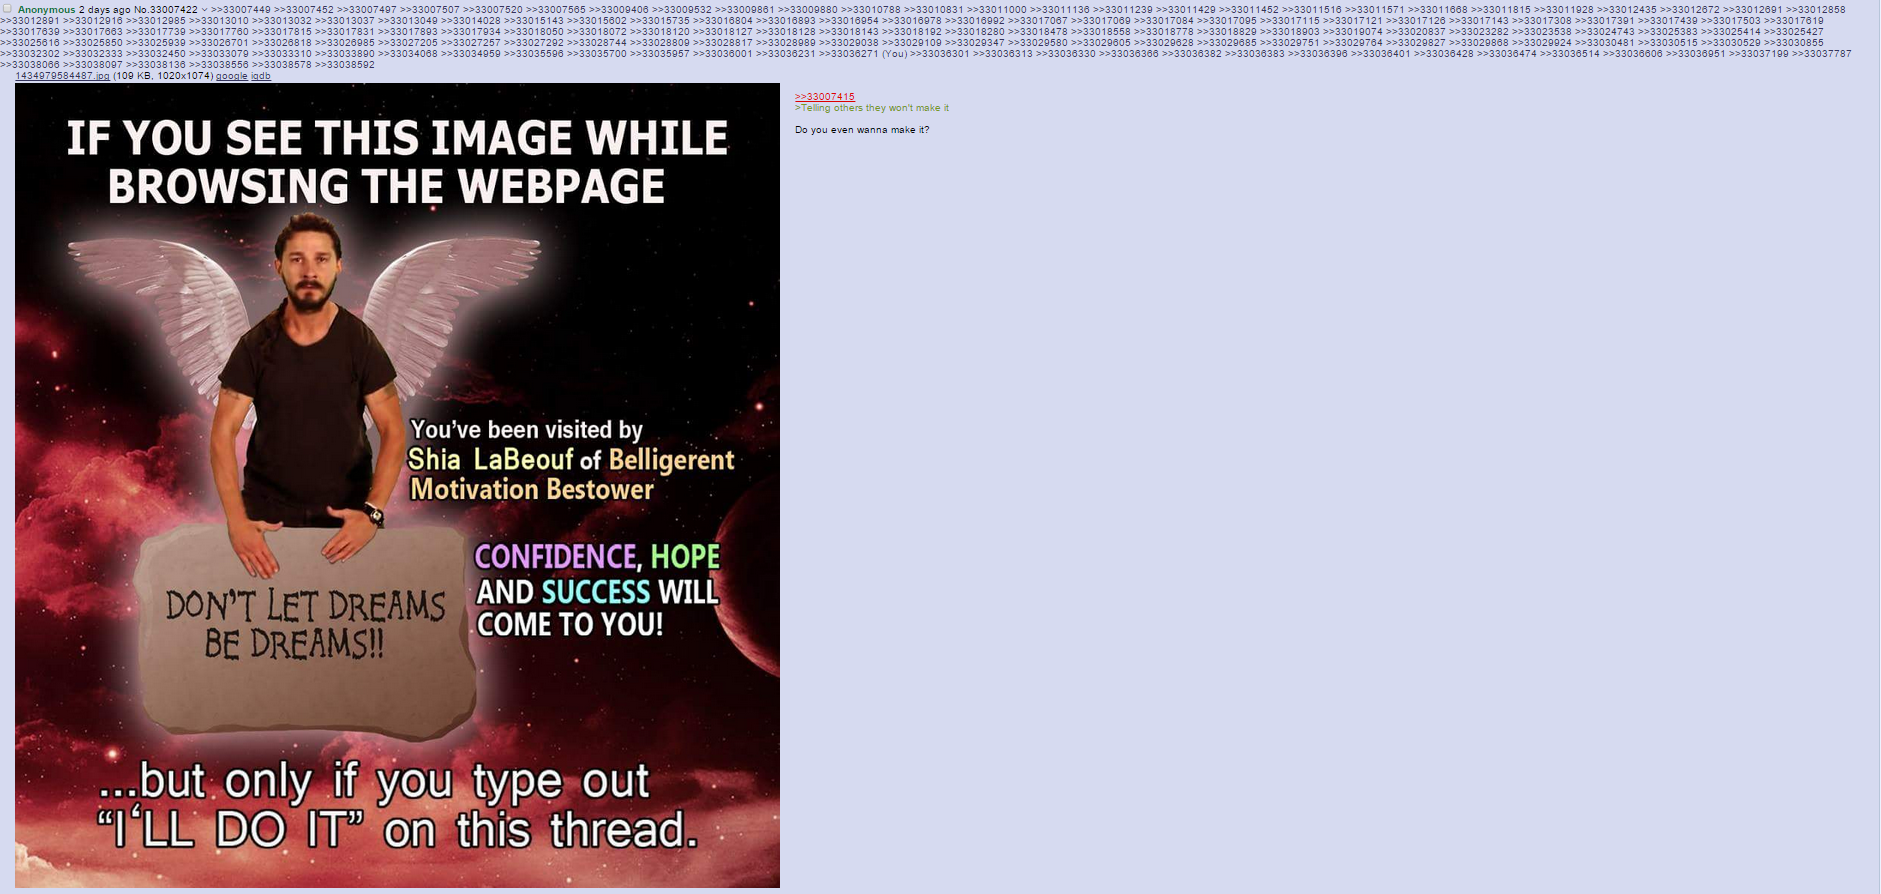 Anonymous 2 days ago No.33007422 >>33007449 >>33007452 >>33007497 >>33007507 >>33007520 >>33007565 >>33009406 >>33009532 >>33009861 >>33009880 >>33010788 >>33010831 >>33011000 >>33011136 >>33011239 >>33011429 >>33011452 >>33011516 >>33011571 >>33011668 >>33011815 >>33011928 >>33012435 >>33012672 >>33012691 >>33012858
>>33012891 >>33012916 >>33012985 >>33013010 >>33013032 >>33013037 >>33013049 >>33014028 >>33015143 >>33015602 >>33015735 >>33016804 >>33016893 >>33016954 >>33016978 >>33016992 >>33017067 >>33017069 >>33017084 >>33017095 >>33017115 >>33017121 >>33017126 >>33017143 >>33017308 >>33017391 >>33017439 >>33017503 >>33017619
>>33017639 >>33017663 >>33017739 >>33017760 >>33017815 >>33017831 >>33017893 >>33017934 >>33018050 >>33018072 >>33018120 >>33018127 >>33018128 >>33018143 >>33018192 >>33018280 >>33018478 >>33018558 >>33018778 >>33018829 >>33018903 >>33019074 >>33020837 >>33023282 >>33023538 >>33024743 >>33025383 >>33025414 >>33025427
>>33025616 >>33025850 >>33025939 >>33026701 >>33026818 >>33026985 >>33027205 >>33027257 >>33027292 >>33028744 >>33028809 >>33028817 >>33028989 >>33029038 >>33029109 >>33029347 >>33029580 >>33029605 >>33029628 >>33029685 >>33029751 >>33029764 >>33029827 >>33029868 >>33029924 >>33030481 >>33030515 >>33030529 >>33030855
>>33032302 >>33032333 >>33032450 >>33033079 >>33033310 >>33033890 >>33034068 >>33034959 >>33035596 >>33035700 >>33035957 >>33036001 >>33036231 >>33036271 (You) >>33036301 >>33036313 >>33036330 >>33036366 >>33036382 >>33036383 >>33036396 >>33036401 >>33036428 >>33036474 >>33036514 >>33036606 >>33036951 >>33037199 >>33037787
>>33038066 >>33038097 >>33038136 >>33038556 >>33038578 >>33038592
1434979584487.jpg (109 KB, 1020x1074) google iqdb
>>33007415
>Telling others they won't make it
Do you even wanna make it?
IF YOU SEE THIS IMAGE WHILE
BROWSING THE WEBPAGE
You've been visited by
Shia LaBeouf of Belligerent
Motivation Bestower
CONFIDENCE, HOPE
AND SUCCESS WILL
COME TO YOU!
DON'T LET DREAMS
BE DREAMS!!
...but only if you type out
“I‘LL DO IT” on this thread.